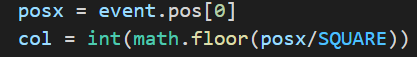 posx = event.pos[0]
col = int(math.floor(posx/SQUARE))